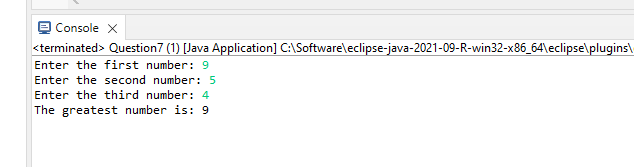 Console
<terminated> Question7 (1) [Java Application] C:\Software\eclipse-java-2021-09-R-win32-x86_64\eclipse\plugins\
Enter the first number: 9
Enter the second number: 5
Enter the third number: 4
The greatest number is: 9